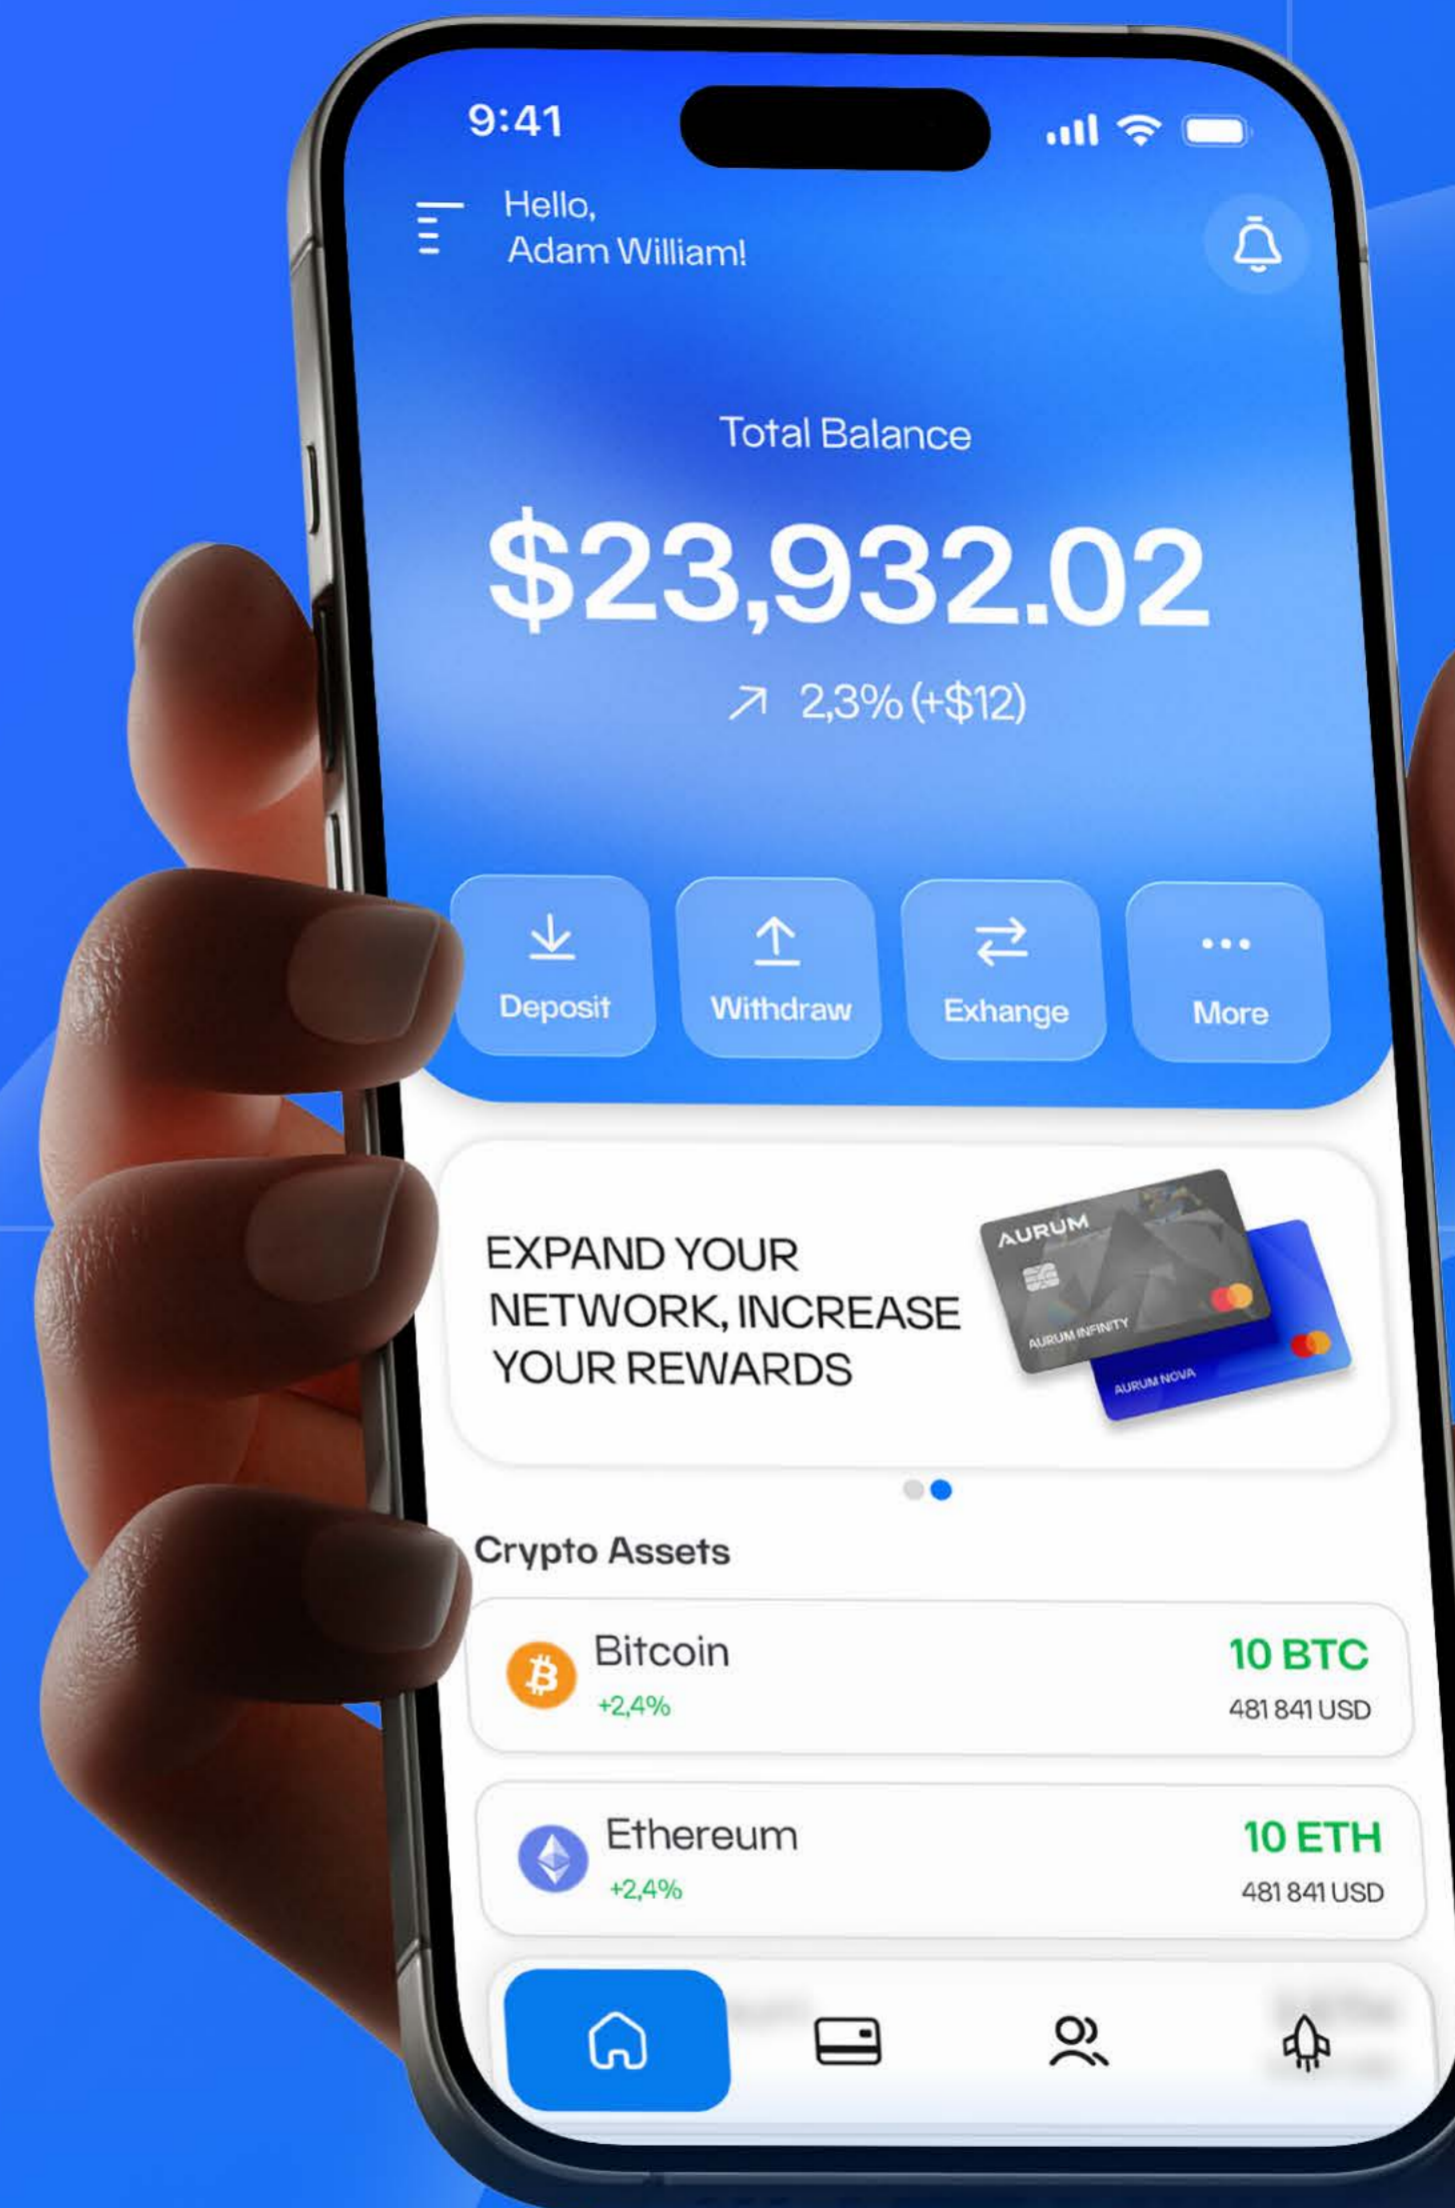 9:41
Hello,
Adam William!
Total Balance
$23,932.02
2,3% (+$12)
Deposit
Withdraw
Exhange
More
EXPAND YOUR
NETWORK, INCREASE
YOUR REWARDS
AURUM
AURUM INFINITY
AURUM NOVA
Crypto Assets
Bitcoin
10 BTC
+2,4%
481 841 USD
Ethereum
10 ETH
+2,4%
481 841 USD